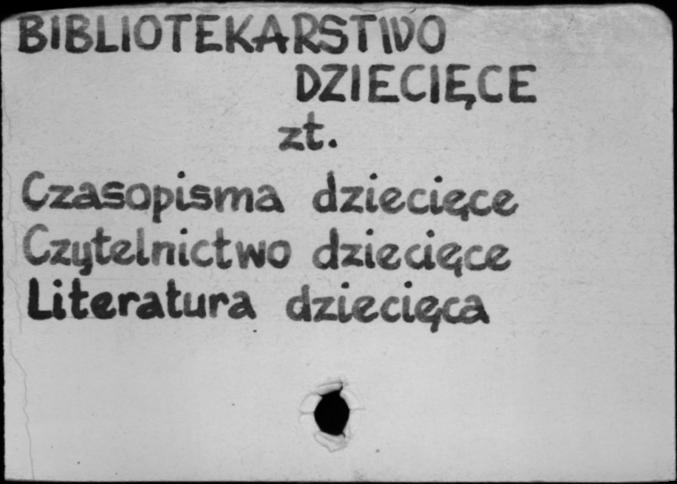 BIBLIOTEKARSTWO
DZIECIĘCE
zt.
Czasopisma dziecięce
Czytelnictwo dziecięce
Literatura dziecięca